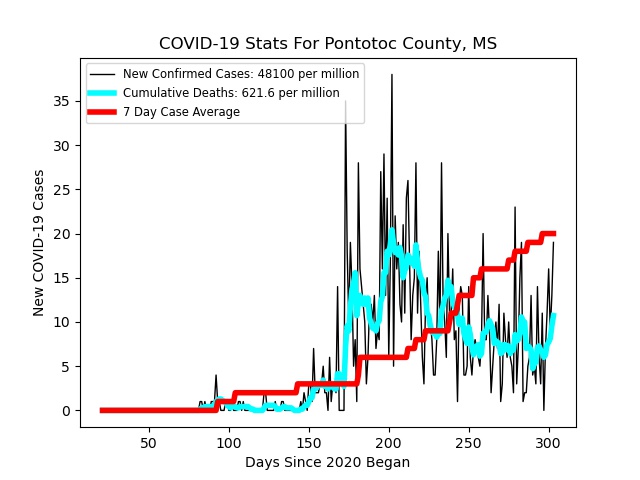 COVID-19 Stats For Pontotoc County, MS
New Confirmed Cases: 48100 per million
Cumulative Deaths: 621.6 per million
7 Day Case Average
35
30
25
20
15
10
5
0
New COVID-19 Cases
50 100 150 200 250 300
Days Since 2020 Began